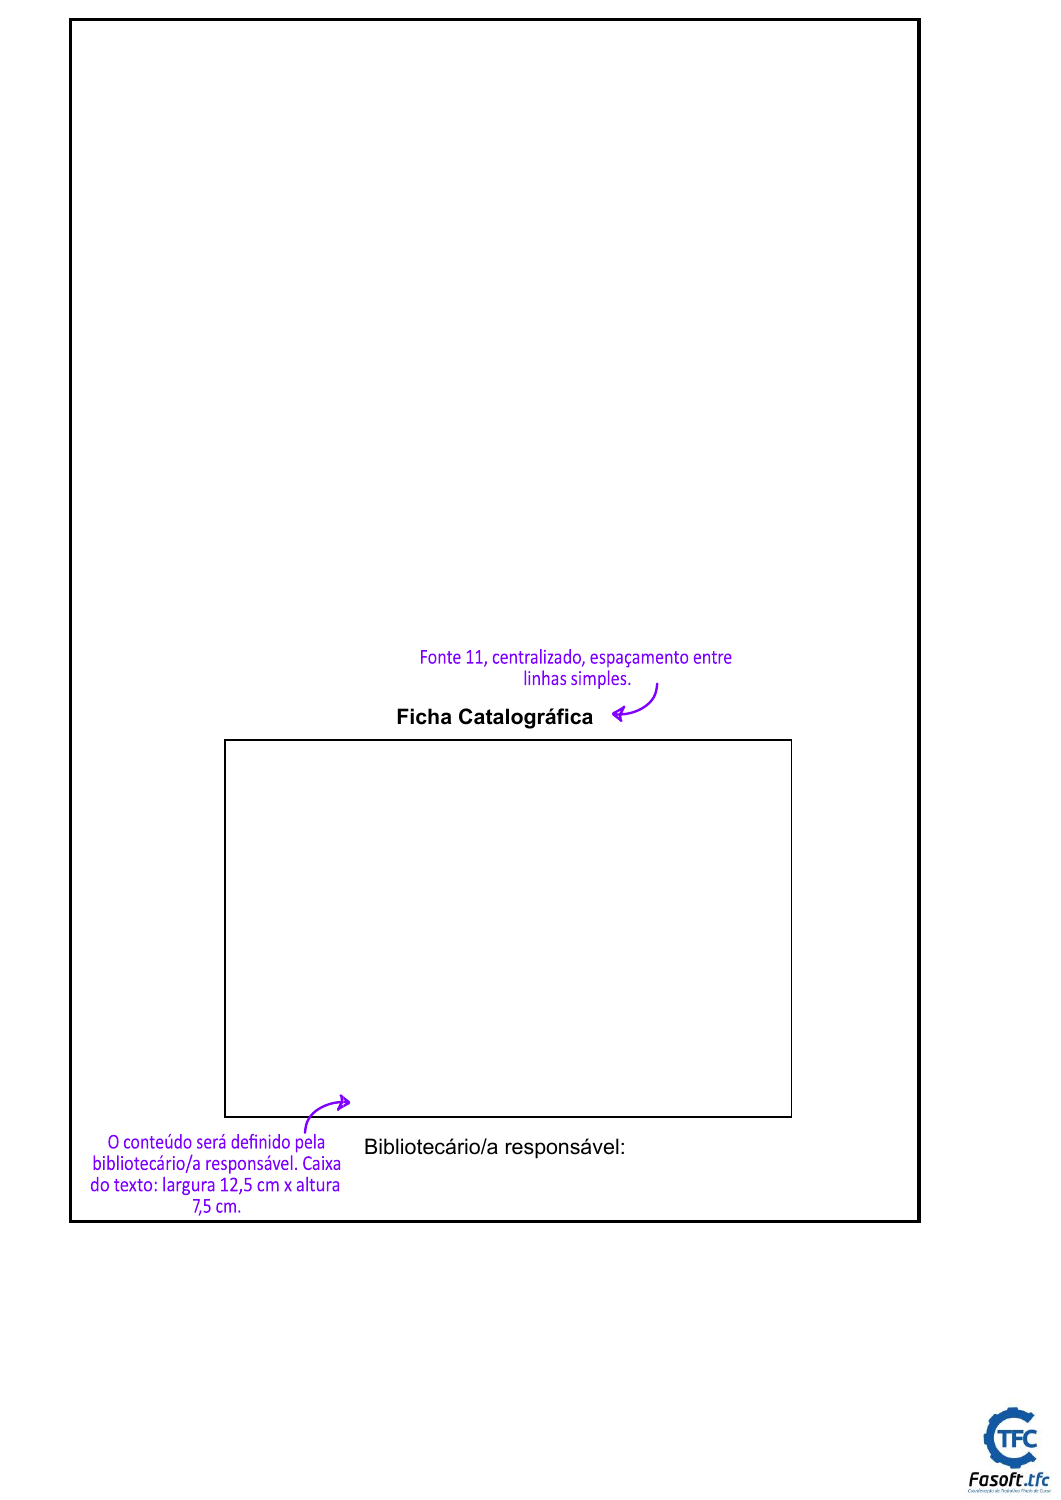 Fonte 11, centralizado, espaçamento entre
linhas simples.
Ficha Catalográfica
O conteúdo será definido pela
bibliotecário/a responsável. Caixa
do texto: largura 12,5 cm x altura
7,5 cm.
Bibliotecário/a responsável:
TFC
Fasoft.tfc